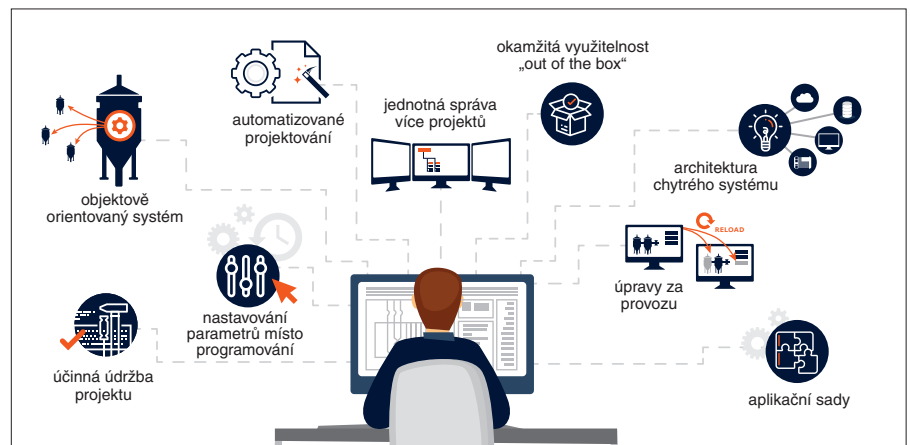 okamžitá využitelnost
„out of the box“
automatizované
projektování
jednotná správa
více projektů
architektura
chytrého systému
objektově
orientovaný systém
RELOAD
úpravy za
provozu
nastavování
parametrů místo
programování
účinná údržba
projektu
aplikační sady